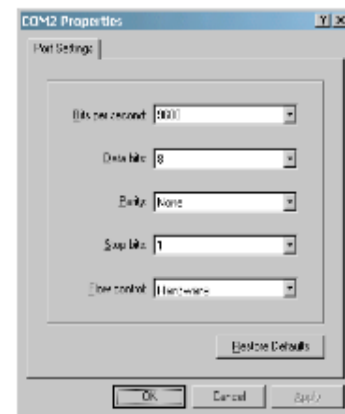 COM2 Properties
Port Settings
Bits per second: 9600
Data bits: 8
Parity: None
Stop bits: 1
Flow control: Hardware
Restore Defaults
OK Cancel Apply